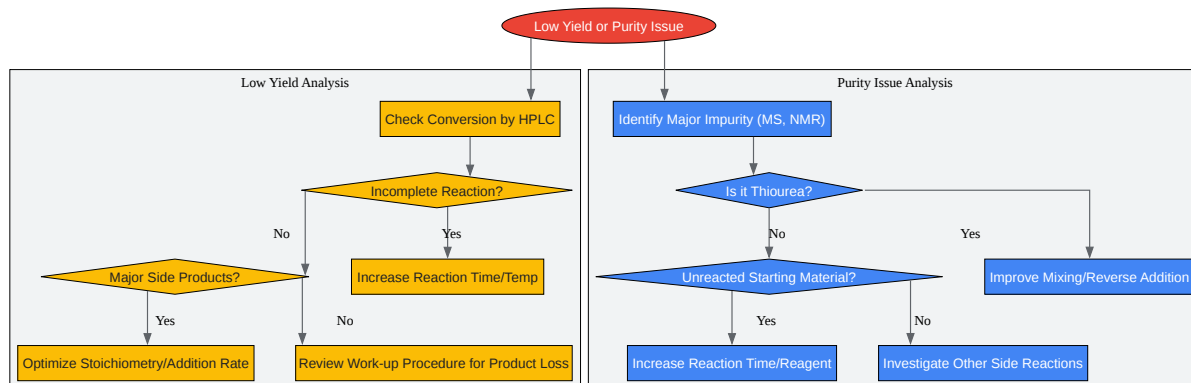 Low Yield or Purity Issue
Low Yield Analysis
Check Conversion by HPLC
Incomplete Reaction?
No
Yes
Major Side Products?
Increase Reaction Time/Temp
Yes
No
Optimize Stoichiometry/Addition Rate
Review Work-up Procedure for Product Loss
Purity Issue Analysis
Identify Major Impurity (MS, NMR)
Is it Thiourea?
No
Yes
Unreacted Starting Material?
Improve Mixing/Reverse Addition
Yes
No
Increase Reaction Time/Reagent
Investigate Other Side Reactions